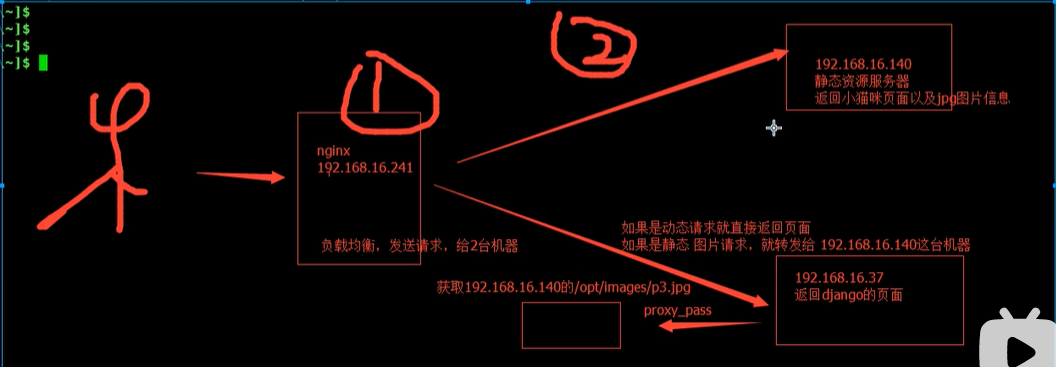 ~]$
~]$
~]$
~]$
1
2
192.168.16.140
静态资源服务器
返回小猫咪页面以及jpg图片信息
nginx
192.168.16.241
负载均衡，发送请求，给2台机器
如果是动态请求就直接返回页面
如果是静态 图片请求，就转发给 192.168.16.140这台机器
192.168.16.37
返回django的页面
获取192.168.16.140的/opt/images/p3.jpg
proxy_pass